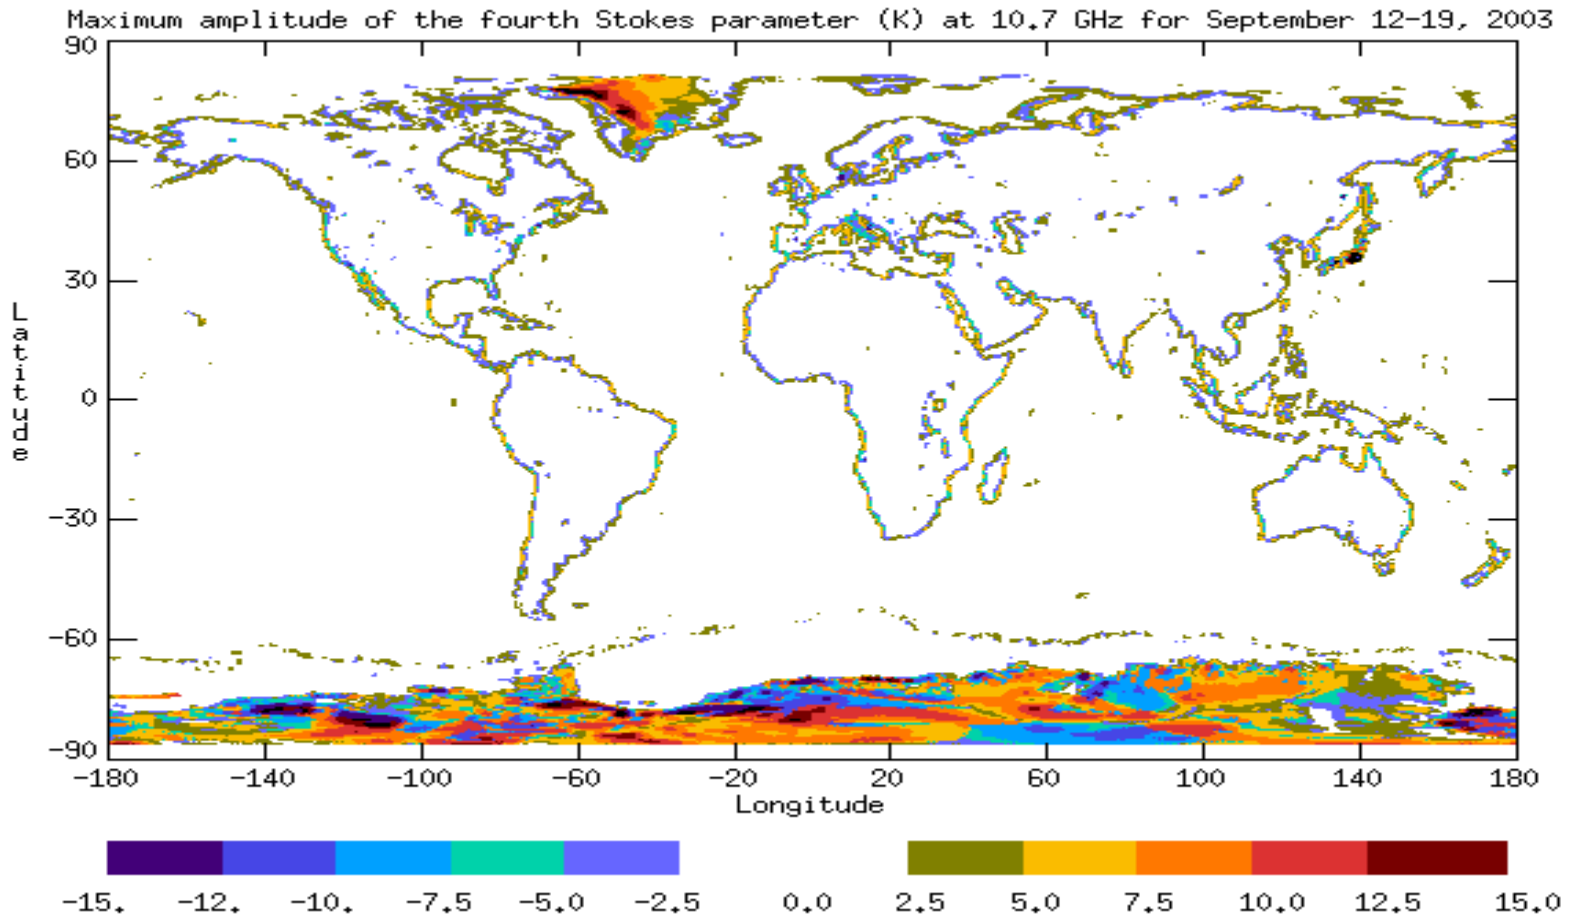 Maximum amplitude of the fourth Stokes parameter (K) at 10.7 GHz for September 12-19, 2003
90
60
30
0
-30
-60
-90
Latitude
-180 -140 -100 -60 -20 20 60 100 140 180
Longitude
-15. -12. -10. -7.5 -5.0 -2.5 0.0 2.5 5.0 7.5 10.0 12.5 15.0